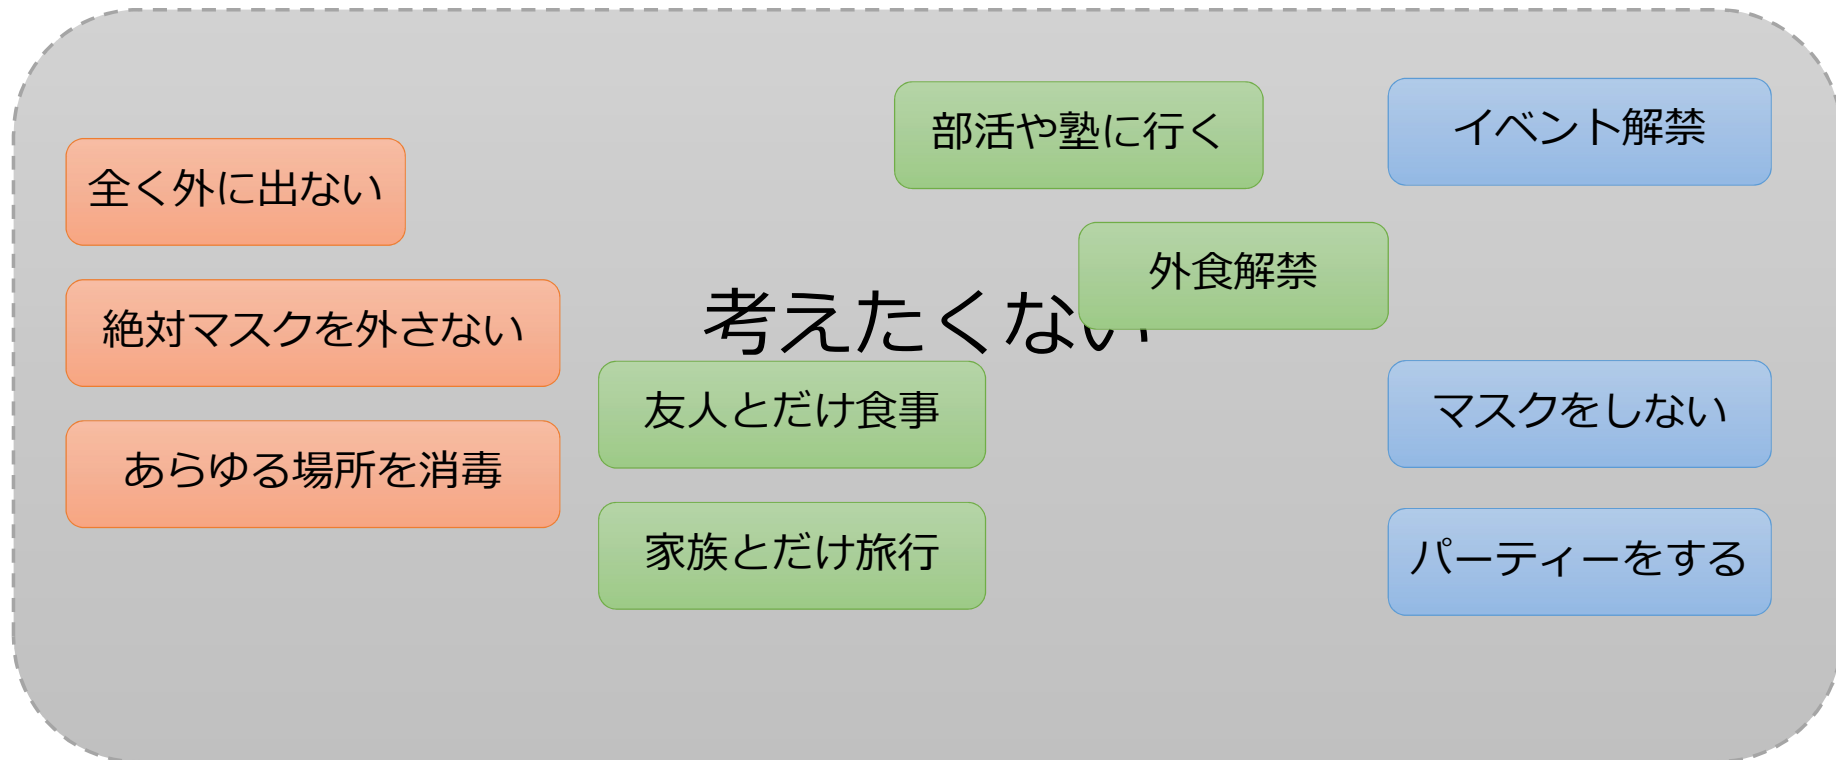 部活や塾に行く
イベント解禁
全く外に出ない
外食解禁
絶対マスクを外さない
考えたくない
友人とだけ食事
マスクをしない
あらゆる場所を消毒
家族とだけ旅行
パーティーをする